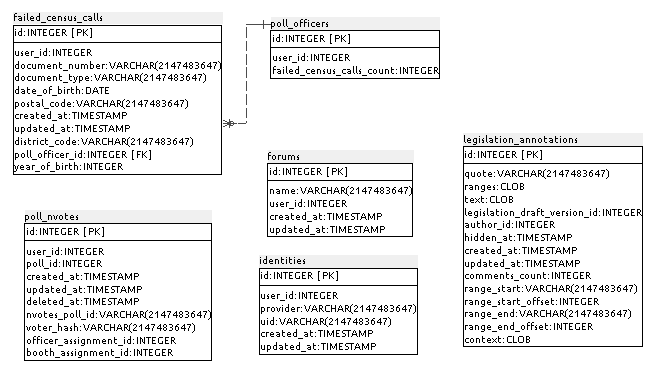 failed_census_calls
id:INTEGER [PK]
user_id:INTEGER
document_number:VARCHAR(2147483647)
document_type:VARCHAR(2147483647)
date_of_birth:DATE
postal_code:VARCHAR(2147483647)
created_at:TIMESTAMP
updated_at:TIMESTAMP
district_code:VARCHAR(2147483647)
poll_officer_id:INTEGER [FK]
year_of_birth:INTEGER
poll_officers
id:INTEGER [PK]
user_id:INTEGER
failed_census_calls_count:INTEGER
forums
id:INTEGER [PK]
name:VARCHAR(2147483647)
user_id:INTEGER
created_at:TIMESTAMP
updated_at:TIMESTAMP
legislation_annotations
id:INTEGER [PK]
quote:VARCHAR(2147483647)
ranges:CLOB
text:CLOB
legislation_draft_version_id:INTEGER
author_id:INTEGER
hidden_at:TIMESTAMP
created_at:TIMESTAMP
updated_at:TIMESTAMP
comments_count:INTEGER
range_start:VARCHAR(2147483647)
range_start_offset:INTEGER
range_end:VARCHAR(2147483647)
range_end_offset:INTEGER
context:CLOB
poll_nvotes
id:INTEGER [PK]
user_id:INTEGER
poll_id:INTEGER
created_at:TIMESTAMP
updated_at:TIMESTAMP
deleted_at:TIMESTAMP
nvotes_poll_id:VARCHAR(2147483647)
voter_hash:VARCHAR(2147483647)
officer_assignment_id:INTEGER
booth_assignment_id:INTEGER
identities
id:INTEGER [PK]
user_id:INTEGER
provider:VARCHAR(2147483647)
uid:VARCHAR(2147483647)
created_at:TIMESTAMP
updated_at:TIMESTAMP